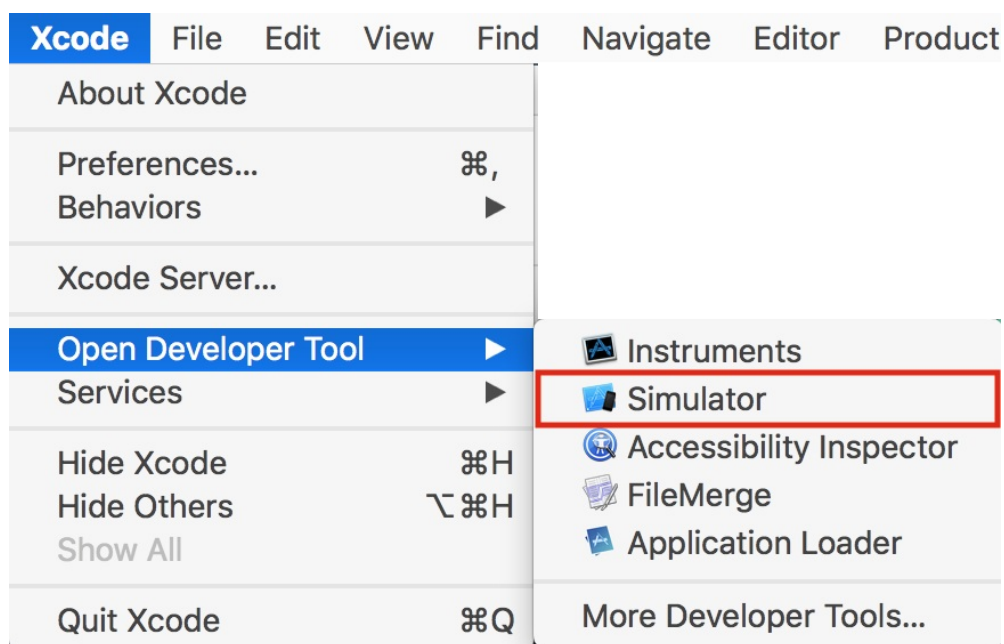 Xcode File Edit View Find Navigate Editor Product
About Xcode
Preferences... ⌘,
Behaviors ▶
Xcode Server...
Open Developer Tool ▶
Services ▶
Hide Xcode ⌘H
Hide Others ⌥⌘H
Show All
Quit Xcode ⌘Q
Instruments
Simulator
Accessibility Inspector
FileMerge
Application Loader
More Developer Tools...